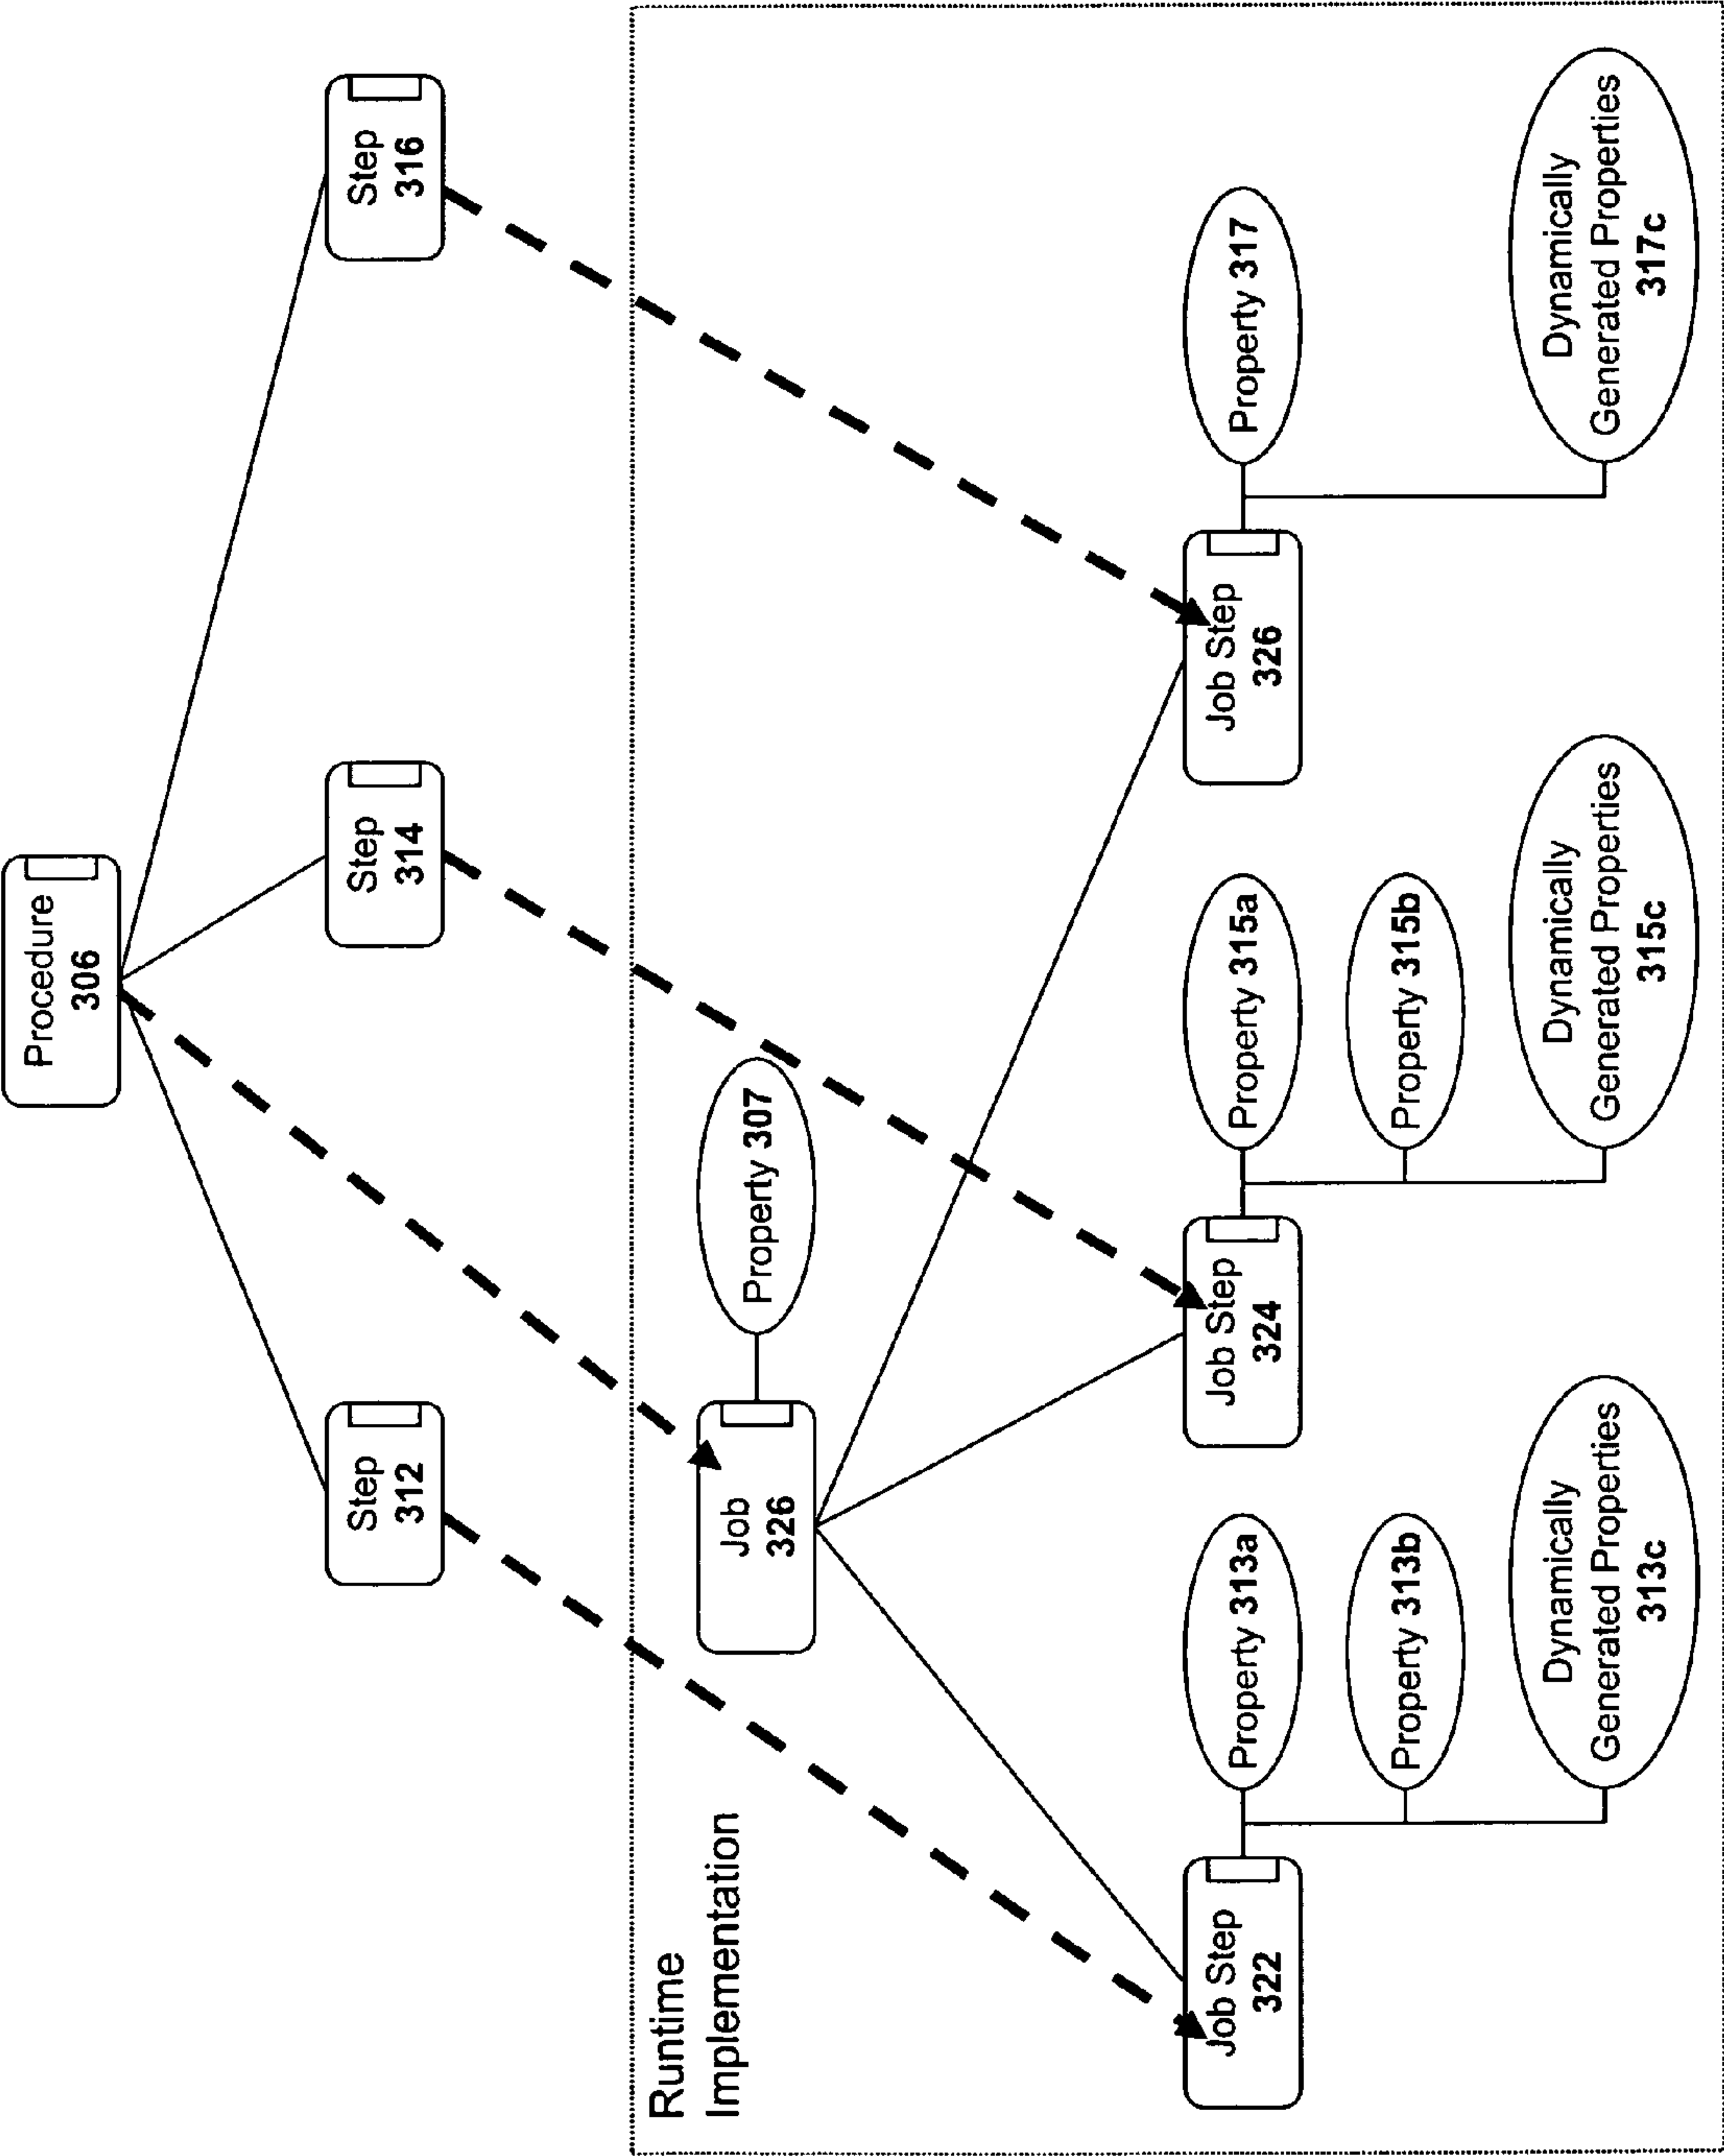 Procedure
306
Step
312
Step
314
Step
316
Runtime
Implementation
Job
326
Property 307
Job Step
322
Property 313a
Property 313b
Dynamically
Generated Properties
313c
Job Step
324
Property 315a
Property 315b
Dynamically
Generated Properties
315c
Job Step
326
Property 317
Dynamically
Generated Properties
317c